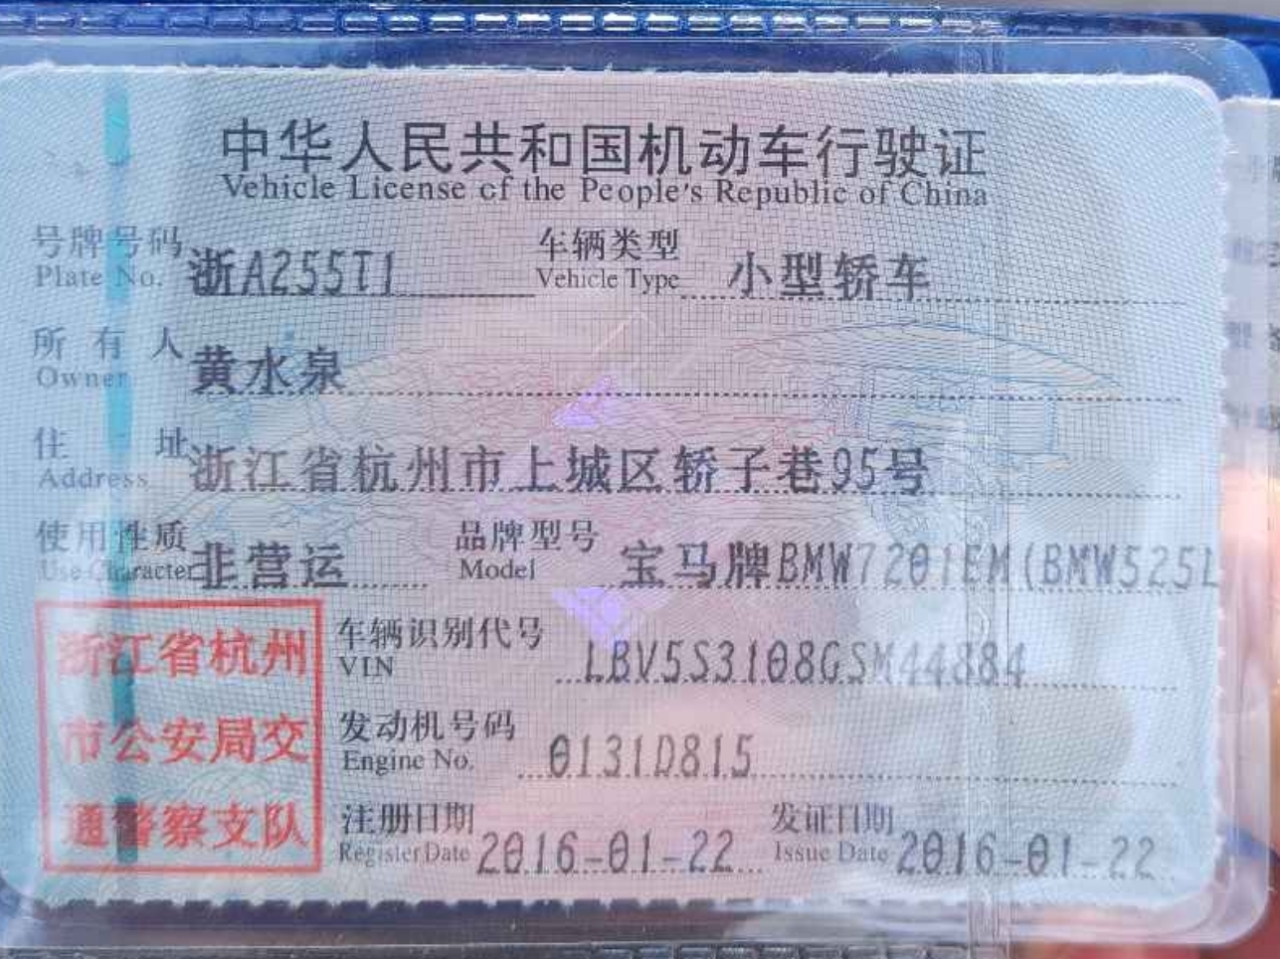 中华人民共和国机动车行驶证
Vehicle License of the People's Republic of China
号牌号码 浙A255T1 车辆类型 小型轿车
Plate No. Vehicle Type
所有人 黄水泉
Owner
住址 浙江省杭州市上城区轿子巷95号
Address
使用性质 非营运 品牌型号 宝马牌BMW7201EM(BMW525L
Use Character Model
浙江省杭州 车辆识别代号 LBV5S3108GSM44884
VIN
市公安局交 发动机号码 0131D815
Engine No.
通警察支队 注册日期 2016-01-22 发证日期 2016-01-22
Register Date Issue Date